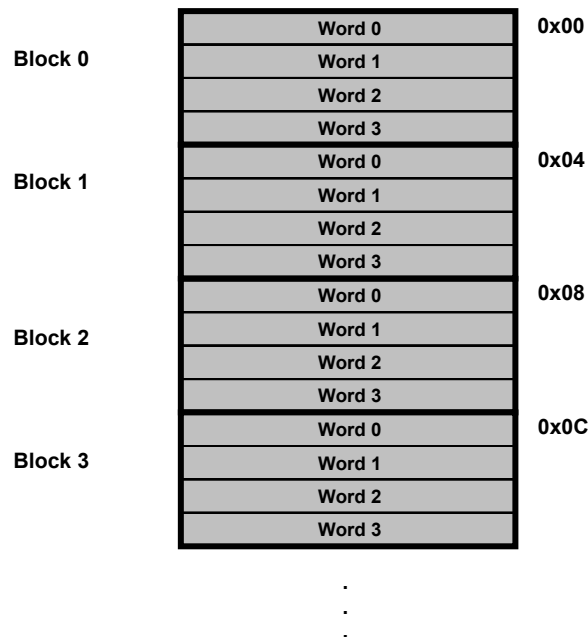 Word 0 0x00
Block 0 Word 1
Word 2
Word 3
Word 0 0x04
Block 1 Word 1
Word 2
Word 3
Word 0 0x08
Block 2 Word 1
Word 2
Word 3
Word 0 0x0C
Block 3 Word 1
Word 2
Word 3
.
.
.